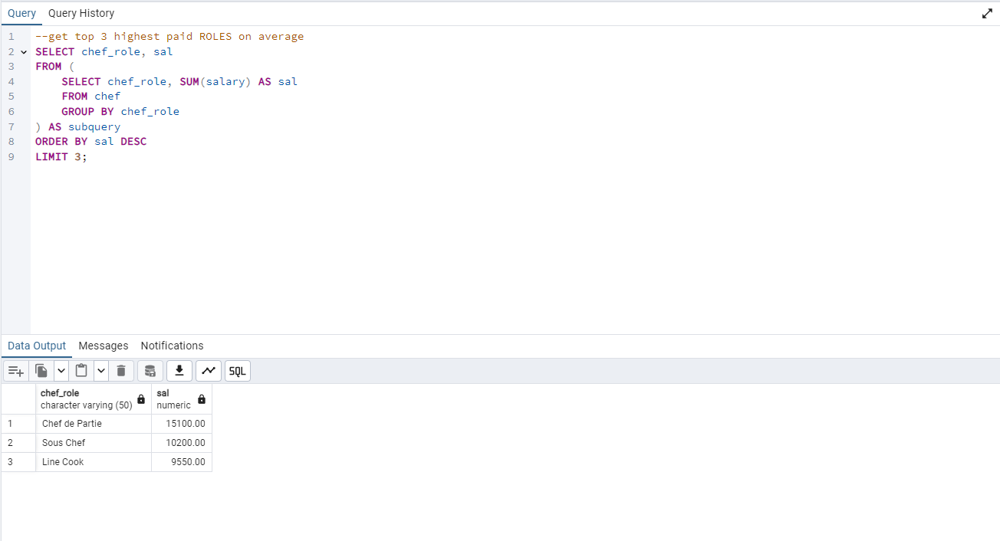 Query Query History
1 --get top 3 highest paid ROLES on average
2 SELECT chef_role, sal
3 FROM (
4 SELECT chef_role, SUM(salary) AS sal
5 FROM chef
6 GROUP BY chef_role
7 ) AS subquery
8 ORDER BY sal DESC
9 LIMIT 3;
Data Output Messages Notifications
SQL
chef_role sal
character varying (50) numeric
1 Chef de Partie 15100.00
2 Sous Chef 10200.00
3 Line Cook 9550.00